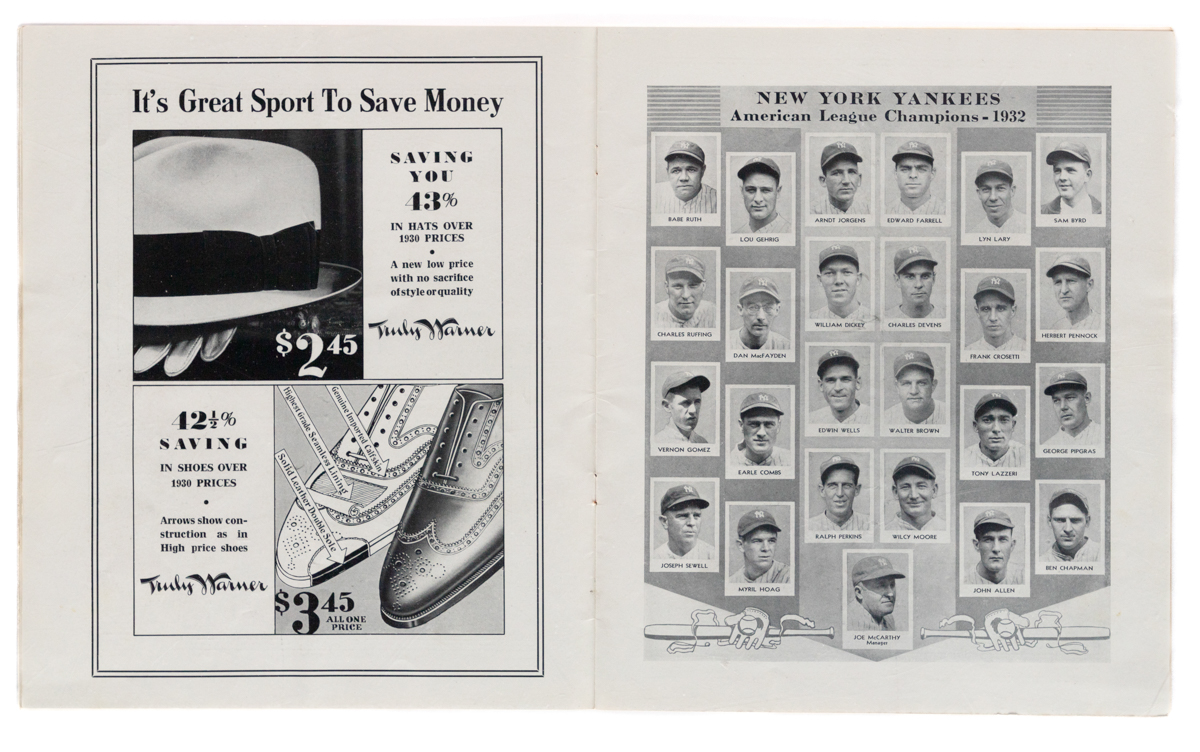 It's Great Sport To Save Money
SAVING
YOU
43%
IN HATS OVER
1930 PRICES
A new low price
with no sacrifice
of style or quality
Truly Warner
$2.45
42½%
SAVING
IN SHOES OVER
1930 PRICES
Arrows show con-
struction as in
High price shoes
Truly Warner
Highest Grade Seamless Lining
Genuine Imported Calfskin
Solid Leather Double Sole
$3.45
ALL ONE
PRICE
NEW YORK YANKEES
American League Champions - 1932
BABE RUTH
LOU GEHRIG
ARNDT JORGENS
EDWARD FARRELL
LYN LARY
SAM BYRD
CHARLES RUFFING
DAN MacFAYDEN
WILLIAM DICKEY
CHARLES DEVENS
FRANK CROSETTI
HERBERT PENNOCK
VERNON GOMEZ
EARLE COMBS
EDWIN WELLS
WALTER BROWN
TONY LAZZERI
GEORGE PIPGRAS
JOSEPH SEWELL
MYRIL HOAG
RALPH PERKINS
WILCY MOORE
JOHN ALLEN
BEN CHAPMAN
JOE McCARTHY
Manager